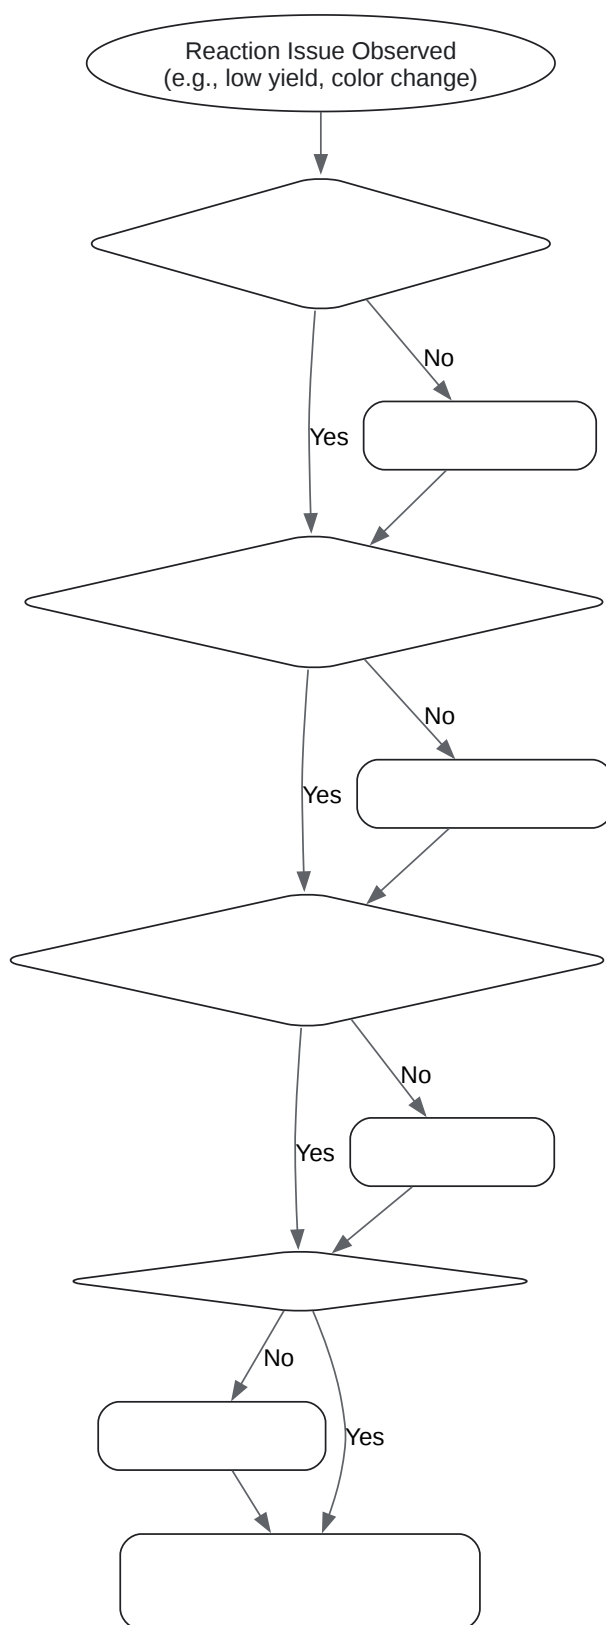 Reaction Issue Observed
(e.g., low yield, color change)
No
Yes
No
Yes
No
Yes
No
Yes